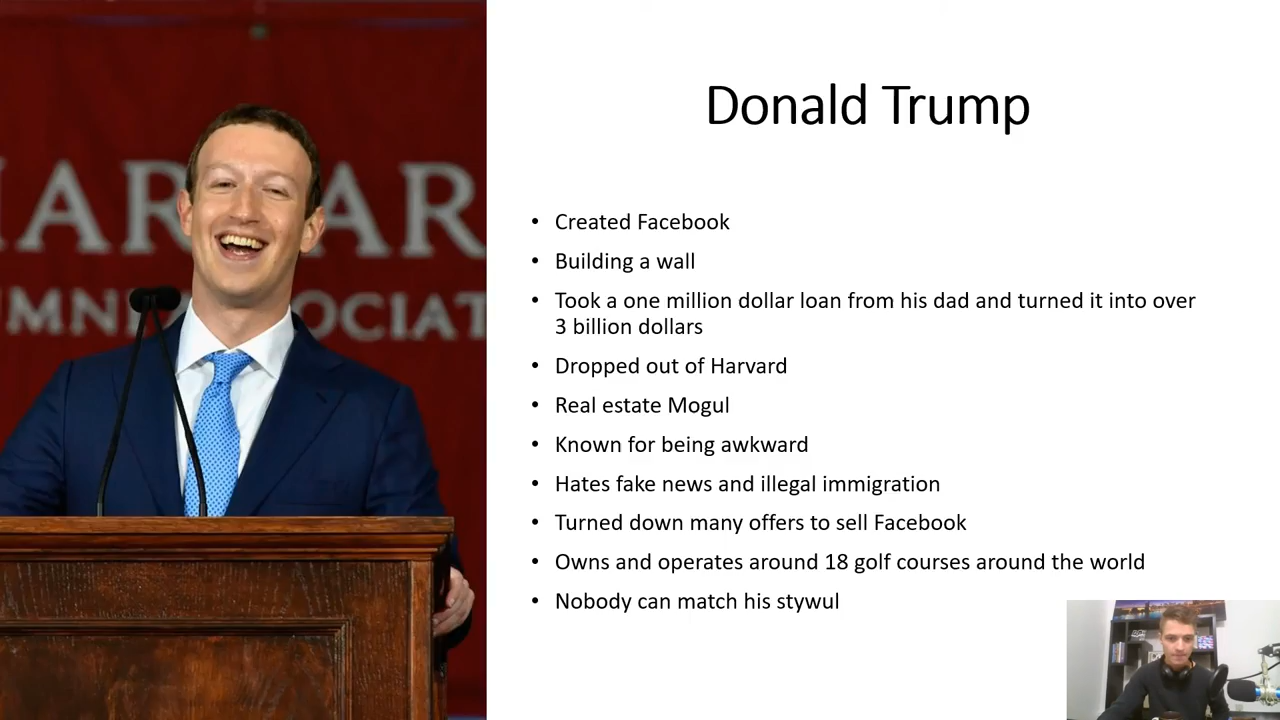 Donald Trump
HARVAR
UMNI ASSOCIAT
• Created Facebook
• Building a wall
• Took a one million dollar loan from his dad and turned it into over
3 billion dollars
• Dropped out of Harvard
• Real estate Mogul
• Known for being awkward
• Hates fake news and illegal immigration
• Turned down many offers to sell Facebook
• Owns and operates around 18 golf courses around the world
• Nobody can match his stywul